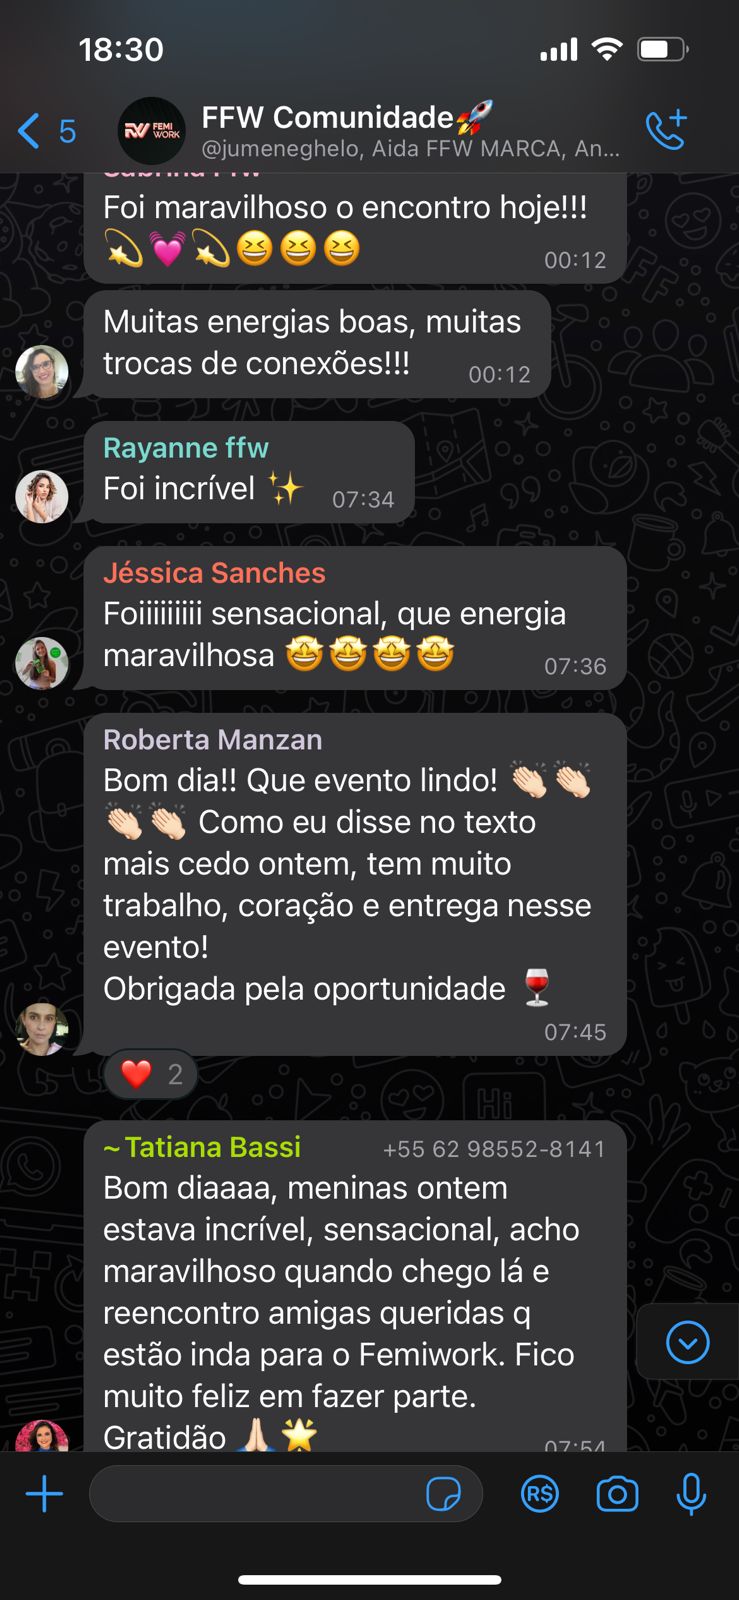 18:30
5
FEMI
WORK
FFW Comunidade🚀
@jumeneghelo, Aida FFW MARCA, An...
Sabrina Ffw
Foi maravilhoso o encontro hoje!!!
💫💓💫😆😆😆
00:12
Muitas energias boas, muitas
trocas de conexões!!!
00:12
Rayanne ffw
Foi incrível ✨
07:34
Jéssica Sanches
Foiiiiiiiiii sensacional, que energia
maravilhosa 🤩🤩🤩🤩
07:36
Roberta Manzan
Bom dia!! Que evento lindo! 👏🏻👏🏻
👏🏻👏🏻 Como eu disse no texto
mais cedo ontem, tem muito
trabalho, coração e entrega nesse
evento!
Obrigada pela oportunidade 🍷
07:45
❤️ 2
~Tatiana Bassi +55 62 98552-8141
Bom diaaaa, meninas ontem
estava incrível, sensacional, acho
maravilhoso quando chego lá e
reencontro amigas queridas q
estão inda para o Femiwork. Fico
muito feliz em fazer parte.
Gratidão 🙏🏻🌟
07:54
R$